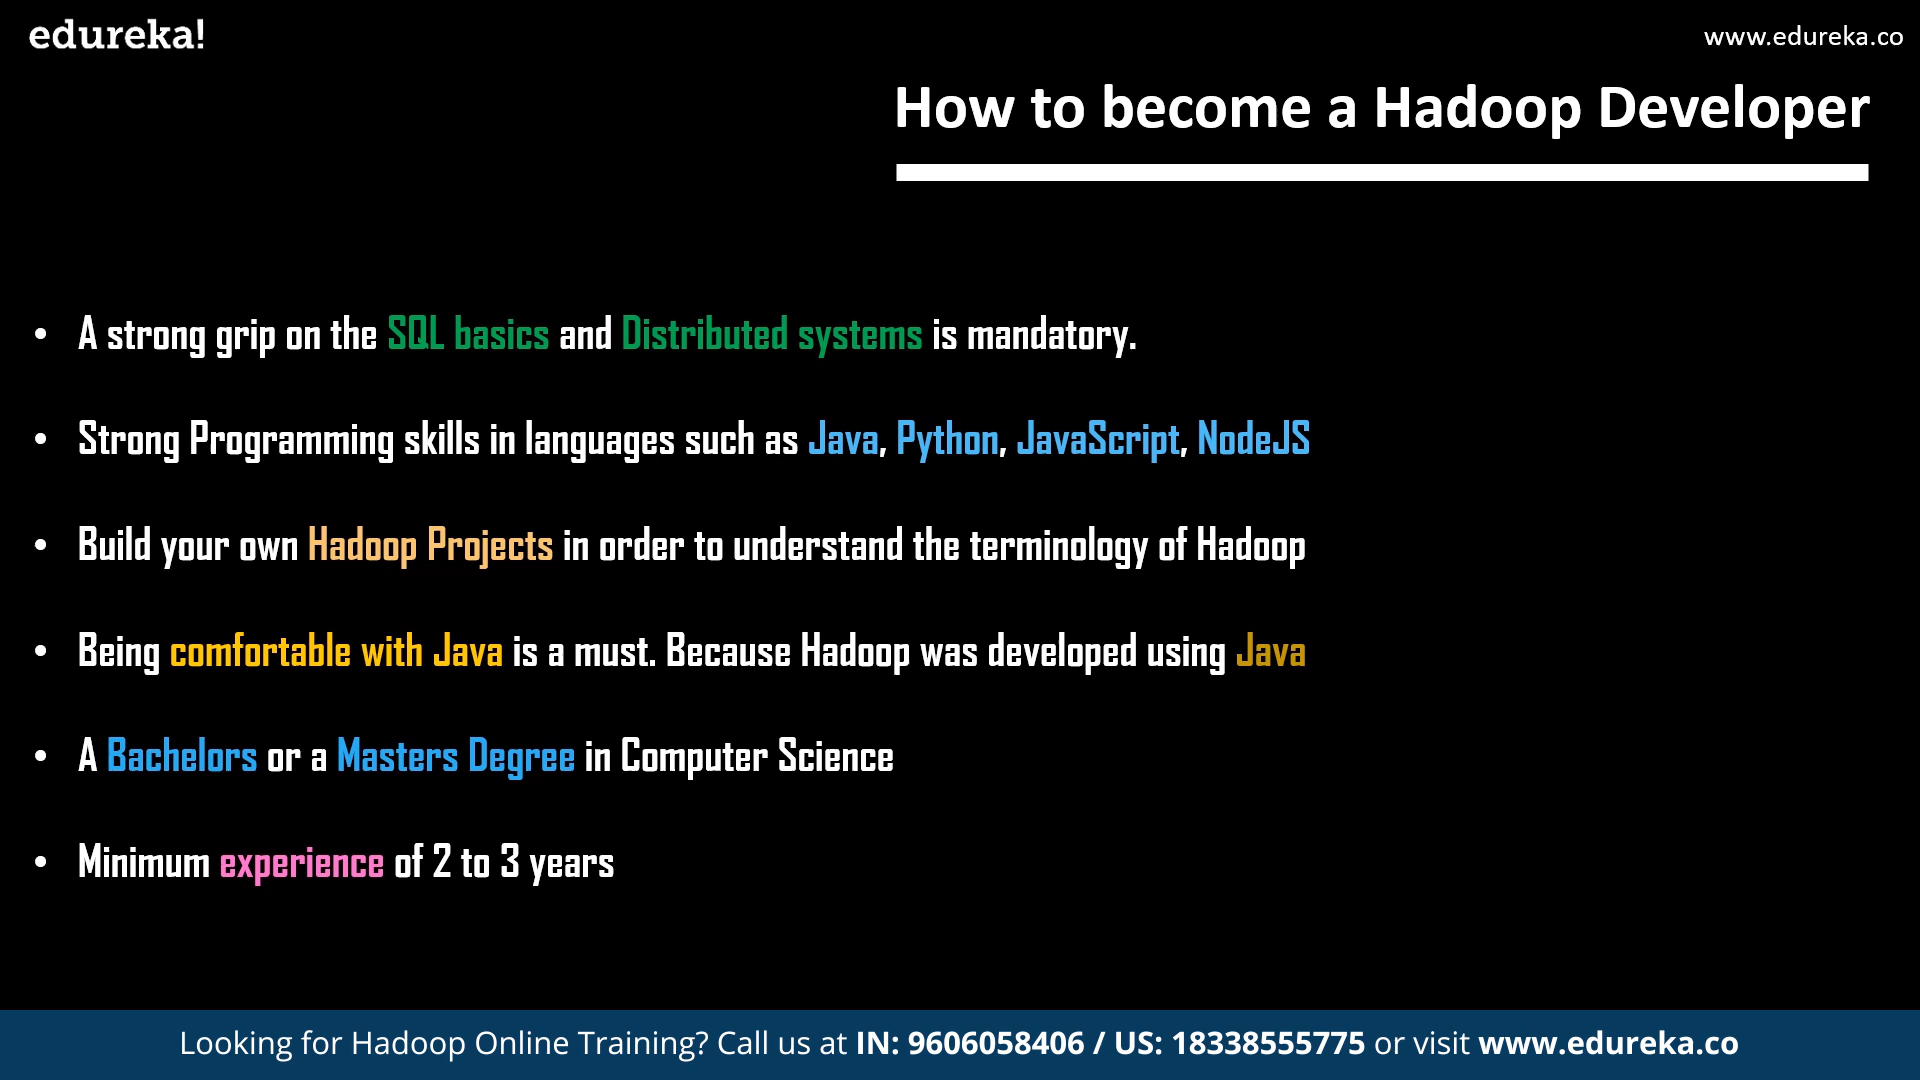 edureka!
www.edureka.co
How to become a Hadoop Developer
• A strong grip on the SQL basics and Distributed systems is mandatory.
• Strong Programming skills in languages such as Java, Python, JavaScript, NodeJS
• Build your own Hadoop Projects in order to understand the terminology of Hadoop
• Being comfortable with Java is a must. Because Hadoop was developed using Java
• A Bachelors or a Masters Degree in Computer Science
• Minimum experience of 2 to 3 years
Looking for Hadoop Online Training? Call us at IN: 9606058406 / US: 18338555775 or visit www.edureka.co